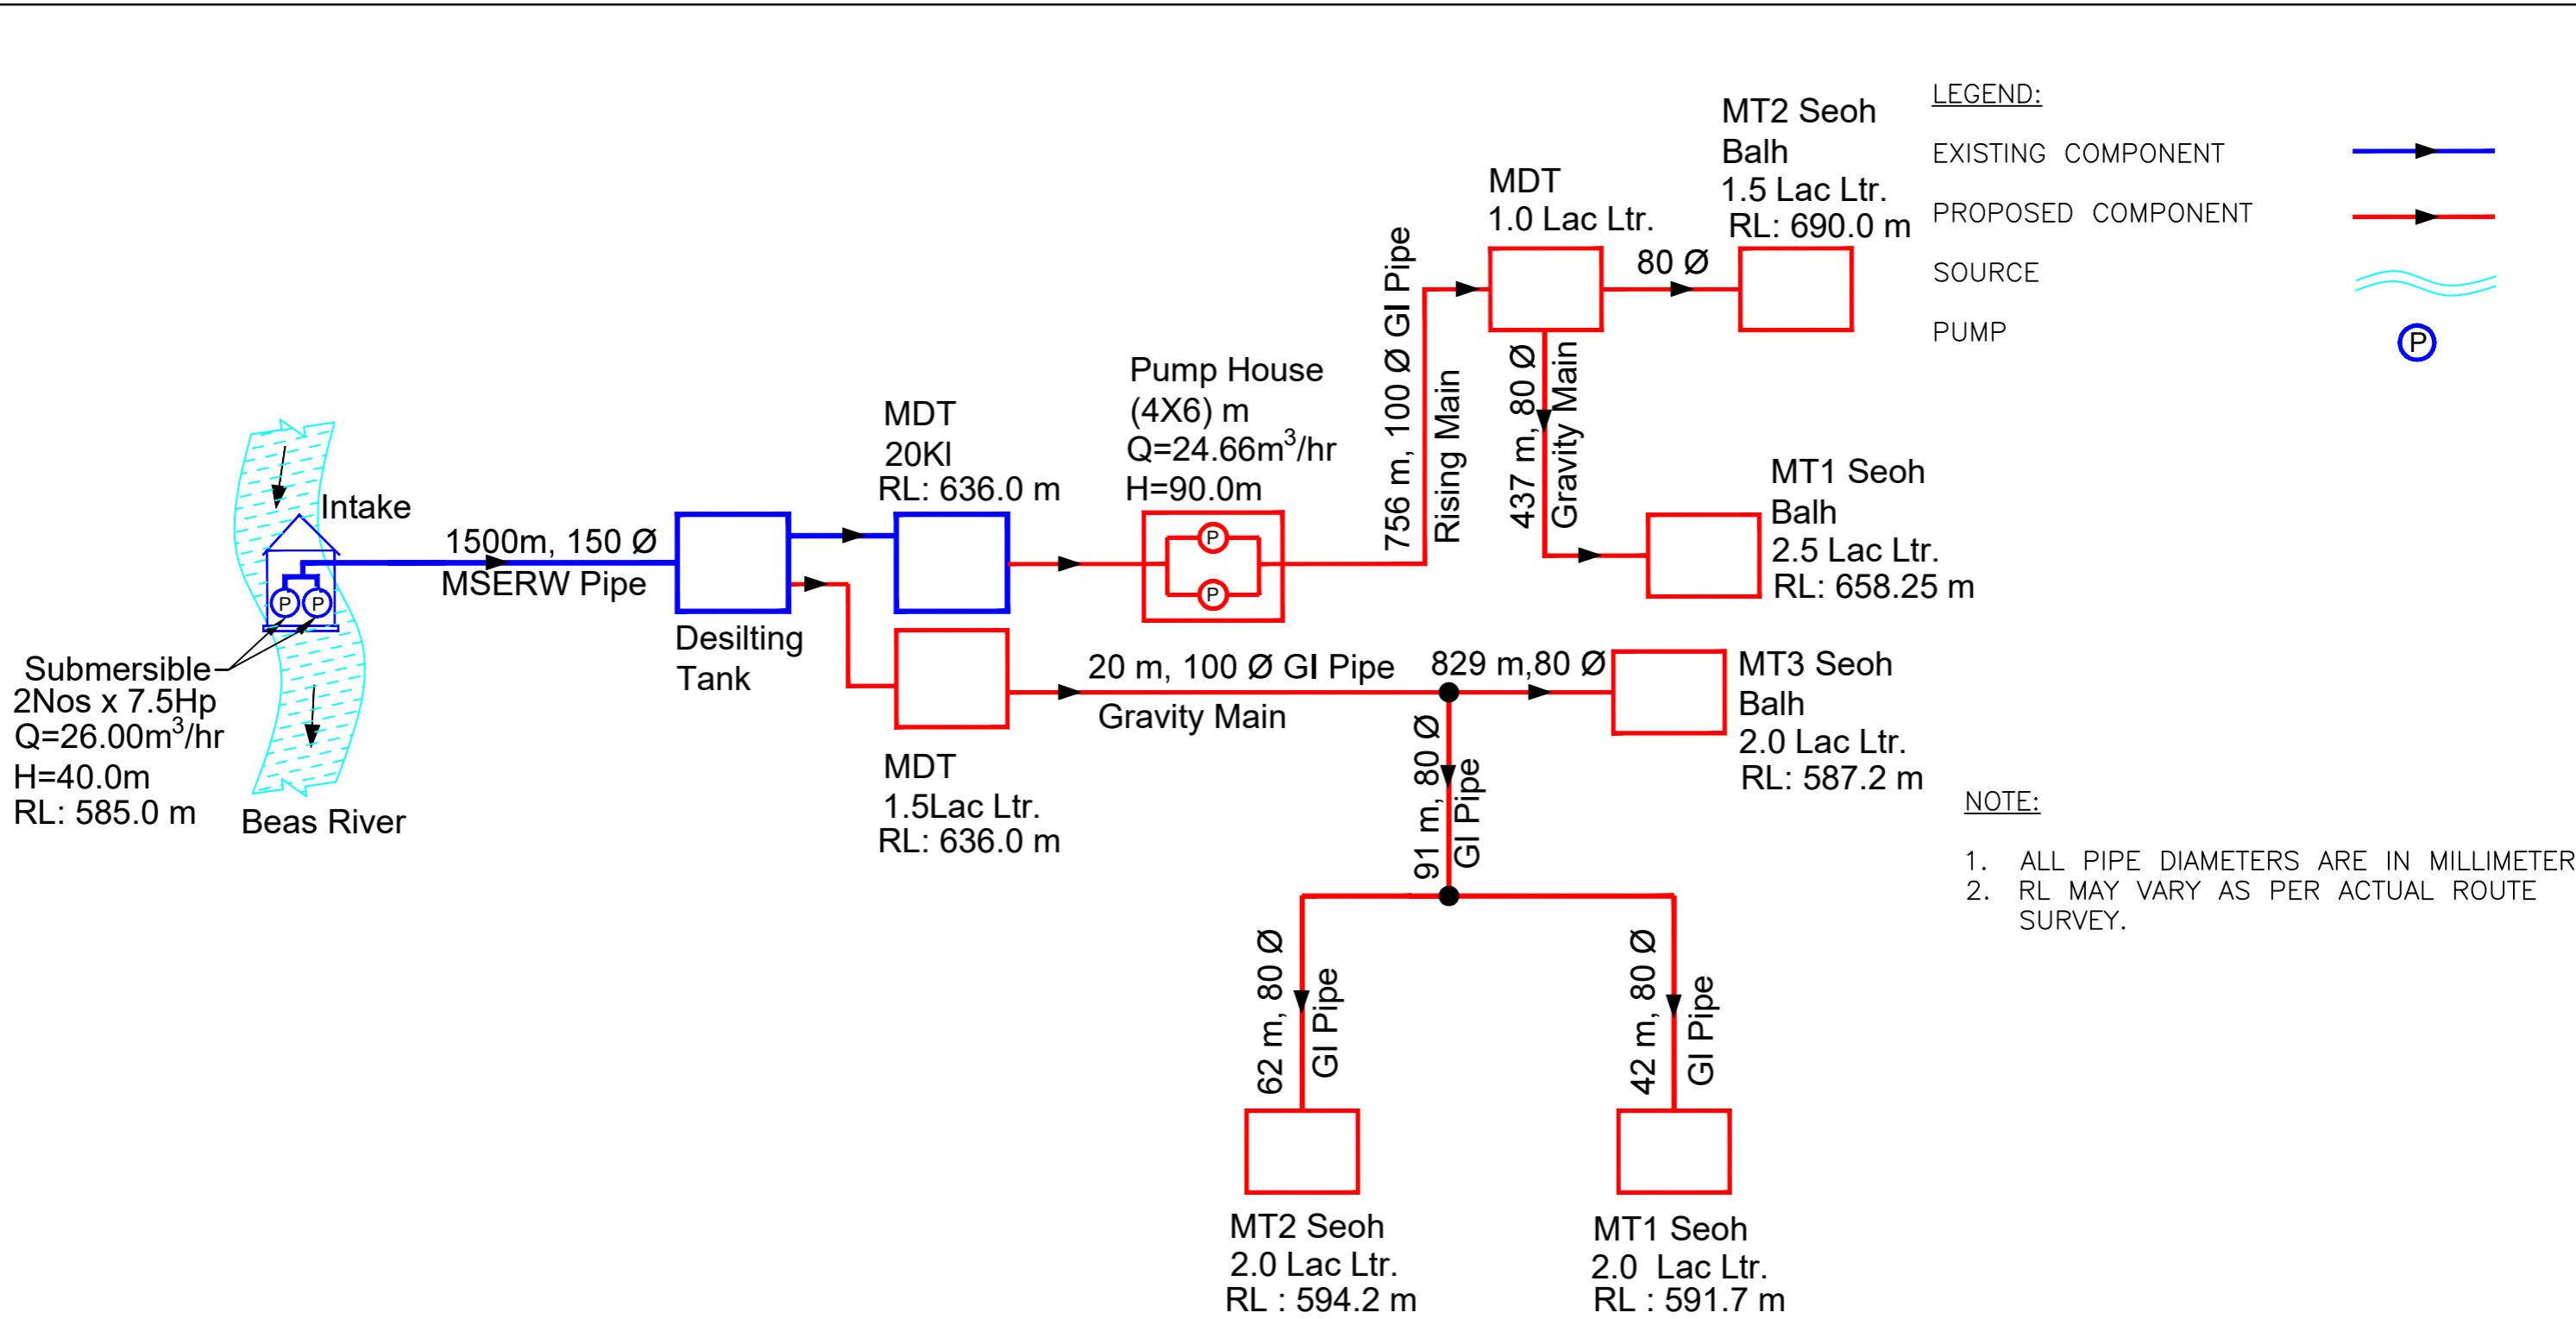 LEGEND:
EXISTING COMPONENT
PROPOSED COMPONENT
SOURCE
PUMP
P
MT2 Seoh
Balh
1.5 Lac Ltr.
RL: 690.0 m
MDT
1.0 Lac Ltr.
80 Ø
756 m, 100 Ø GI Pipe
Rising Main
437 m, 80 Ø
Gravity Main
Pump House
(4X6) m
Q=24.66m³/hr
H=90.0m
P
P
MDT
20Kl
RL: 636.0 m
MT1 Seoh
Balh
2.5 Lac Ltr.
RL: 658.25 m
Intake
1500m, 150 Ø
MSERW Pipe
P P
Desilting
Tank
Submersible
2Nos x 7.5Hp
Q=26.00m³/hr
H=40.0m
RL: 585.0 m
Beas River
MDT
1.5Lac Ltr.
RL: 636.0 m
20 m, 100 Ø GI Pipe
Gravity Main
829 m,80 Ø
MT3 Seoh
Balh
2.0 Lac Ltr.
RL: 587.2 m
91 m, 80 Ø
GI Pipe
62 m, 80 Ø
GI Pipe
42 m, 80 Ø
GI Pipe
MT2 Seoh
2.0 Lac Ltr.
RL : 594.2 m
MT1 Seoh
2.0 Lac Ltr.
RL : 591.7 m
NOTE:
1. ALL PIPE DIAMETERS ARE IN MILLIMETER
2. RL MAY VARY AS PER ACTUAL ROUTE
SURVEY.